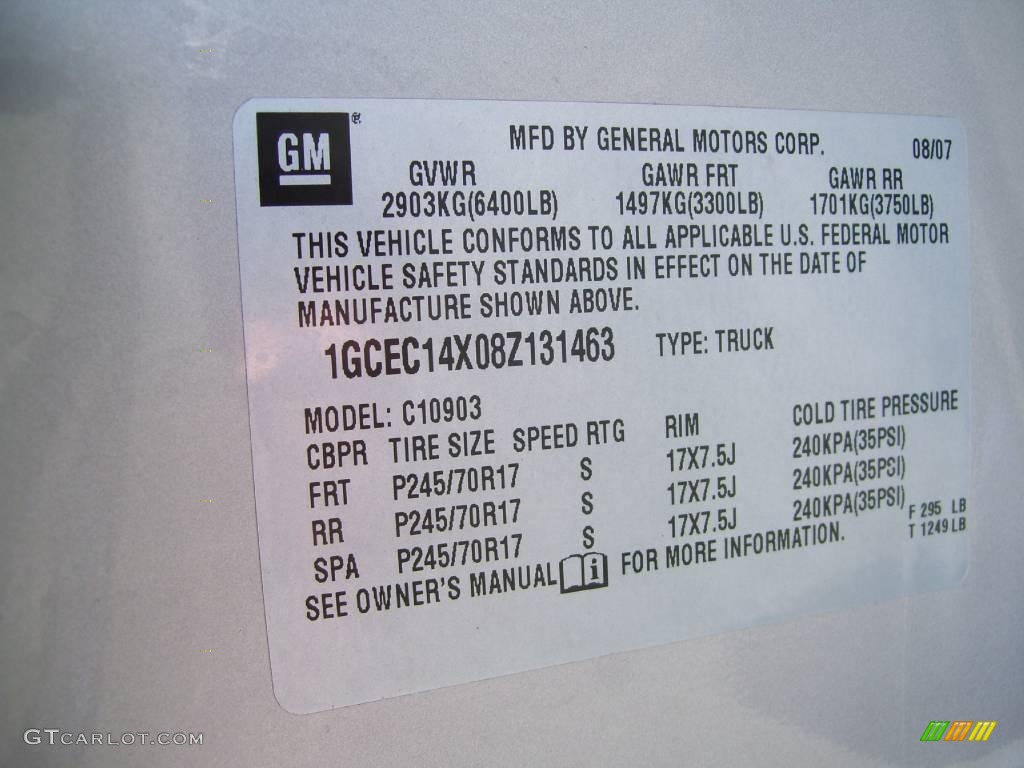 GM
MFD BY GENERAL MOTORS CORP. 08/07
GVWR GAWR FRT GAWR RR
2903KG(6400LB) 1497KG(3300LB) 1701KG(3750LB)
THIS VEHICLE CONFORMS TO ALL APPLICABLE U.S. FEDERAL MOTOR
VEHICLE SAFETY STANDARDS IN EFFECT ON THE DATE OF
MANUFACTURE SHOWN ABOVE.
1GCEC14X08Z131463 TYPE: TRUCK
MODEL: C10903
CBPR TIRE SIZE SPEED RTG RIM COLD TIRE PRESSURE
FRT P245/70R17 S 17X7.5J 240KPA(35PSI)
RR P245/70R17 S 17X7.5J 240KPA(35PSI)
SPA P245/70R17 S 17X7.5J 240KPA(35PSI)
SEE OWNER'S MANUAL i FOR MORE INFORMATION.
F 295 LB
T 1249 LB
GTCARLOT.COM